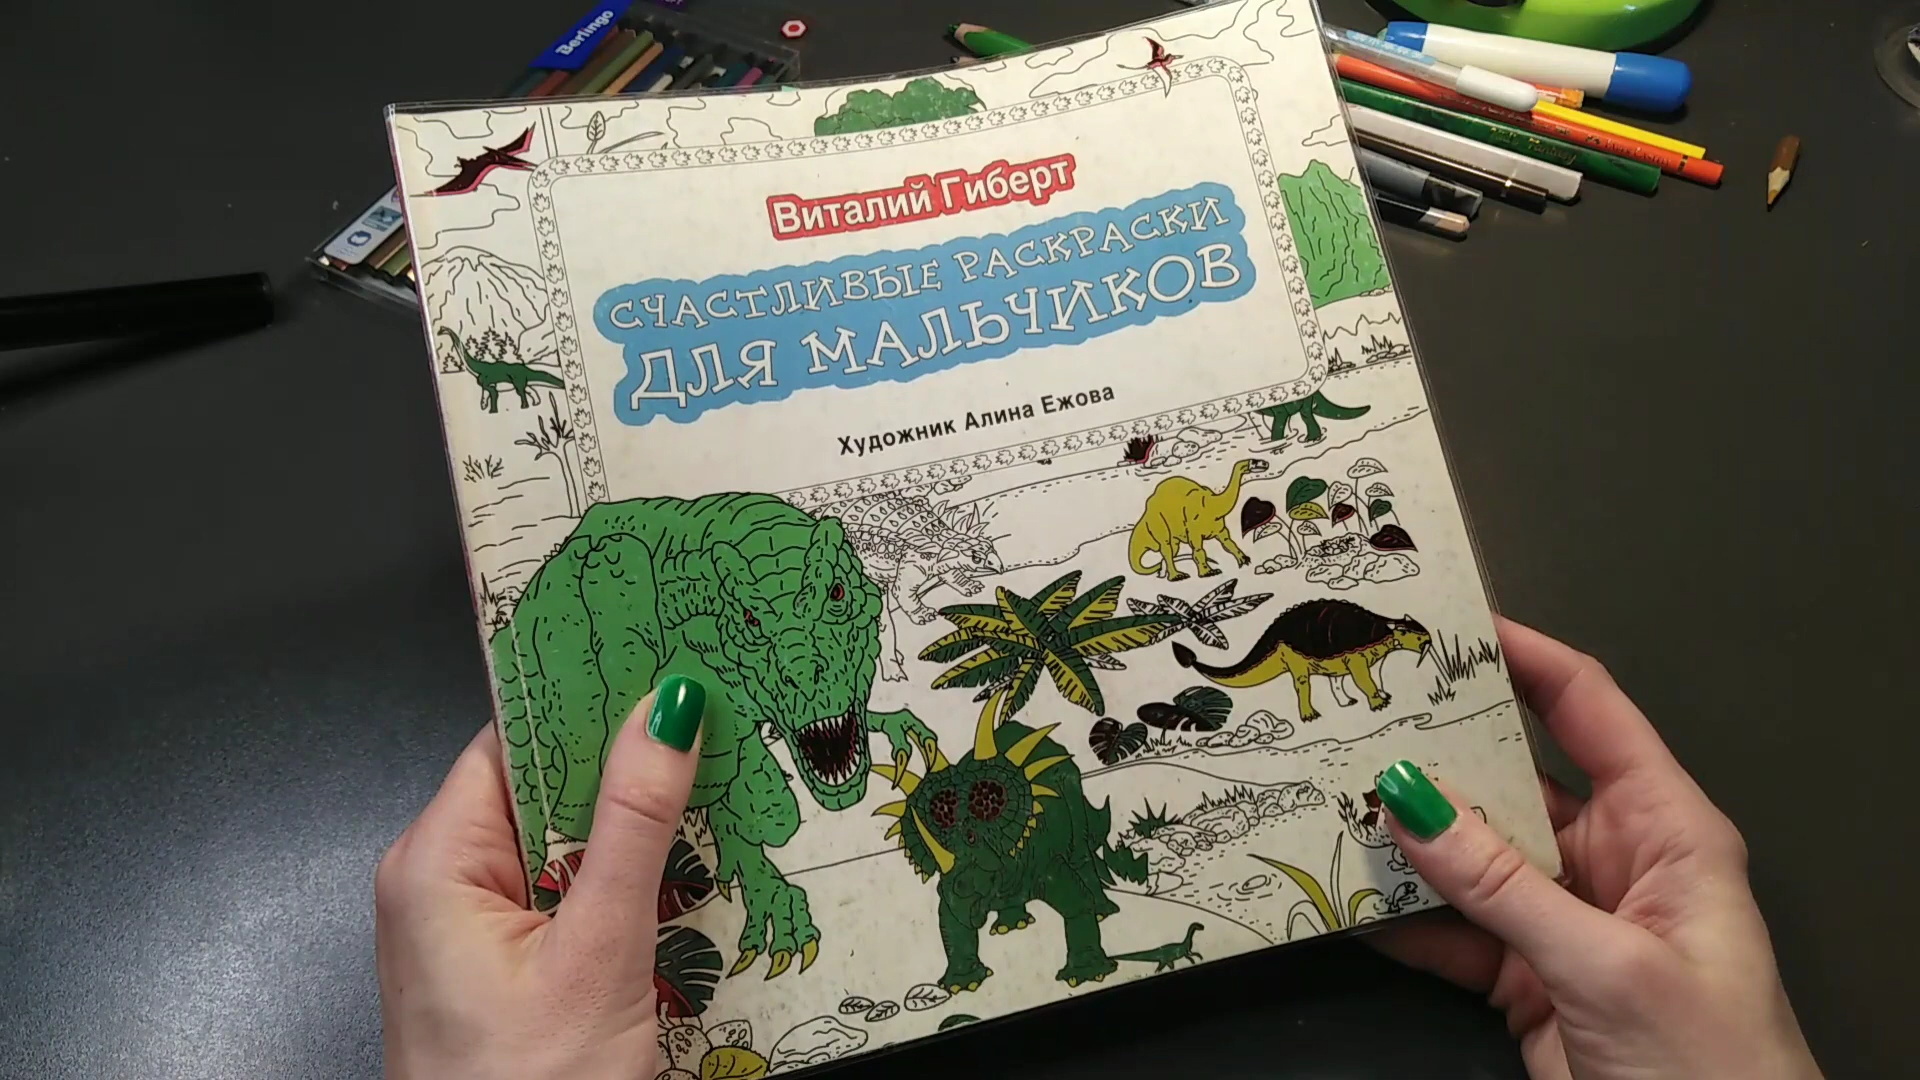 Berlingo
Виталий Гиберт
СЧАСТЛИВЫЕ РАСКРАСКИ
ДЛЯ МАЛЬЧИКОВ
Художник Алина Ежова